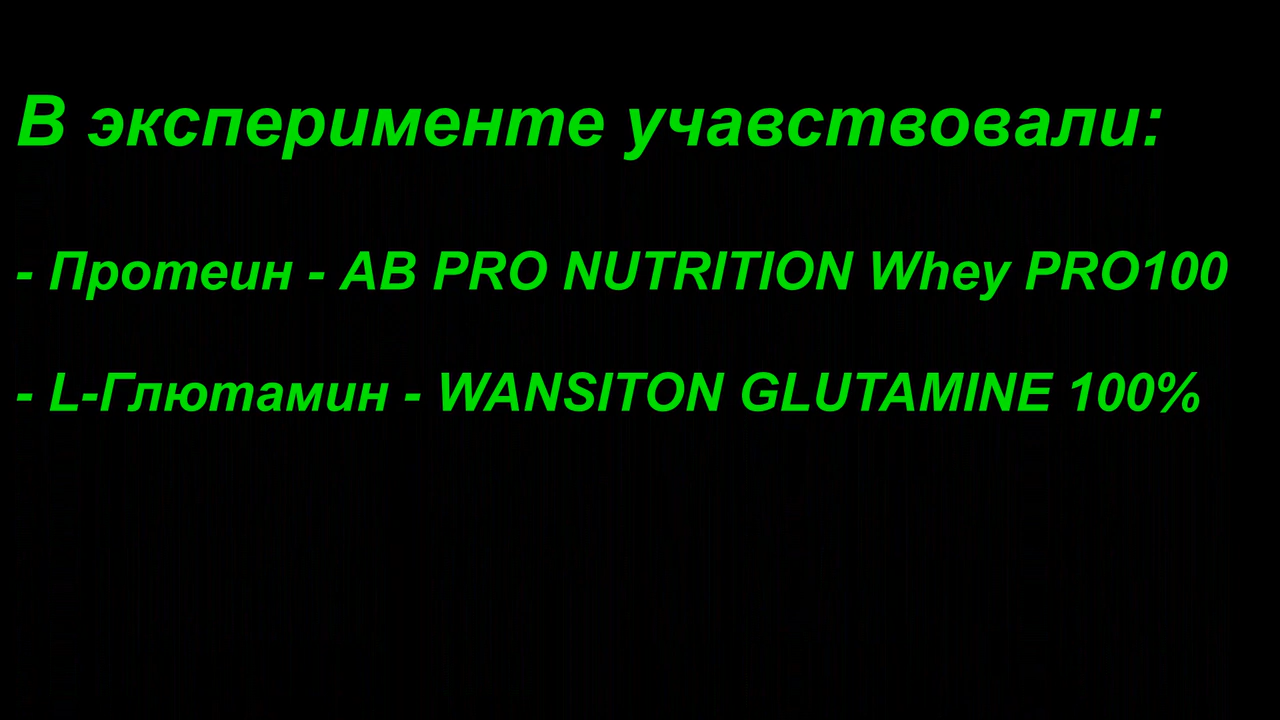 В эксперименте учавствовали:
- Протеин - AB PRO NUTRITION Whey PRO100
- L-Глютамин - WANSITON GLUTAMINE 100%